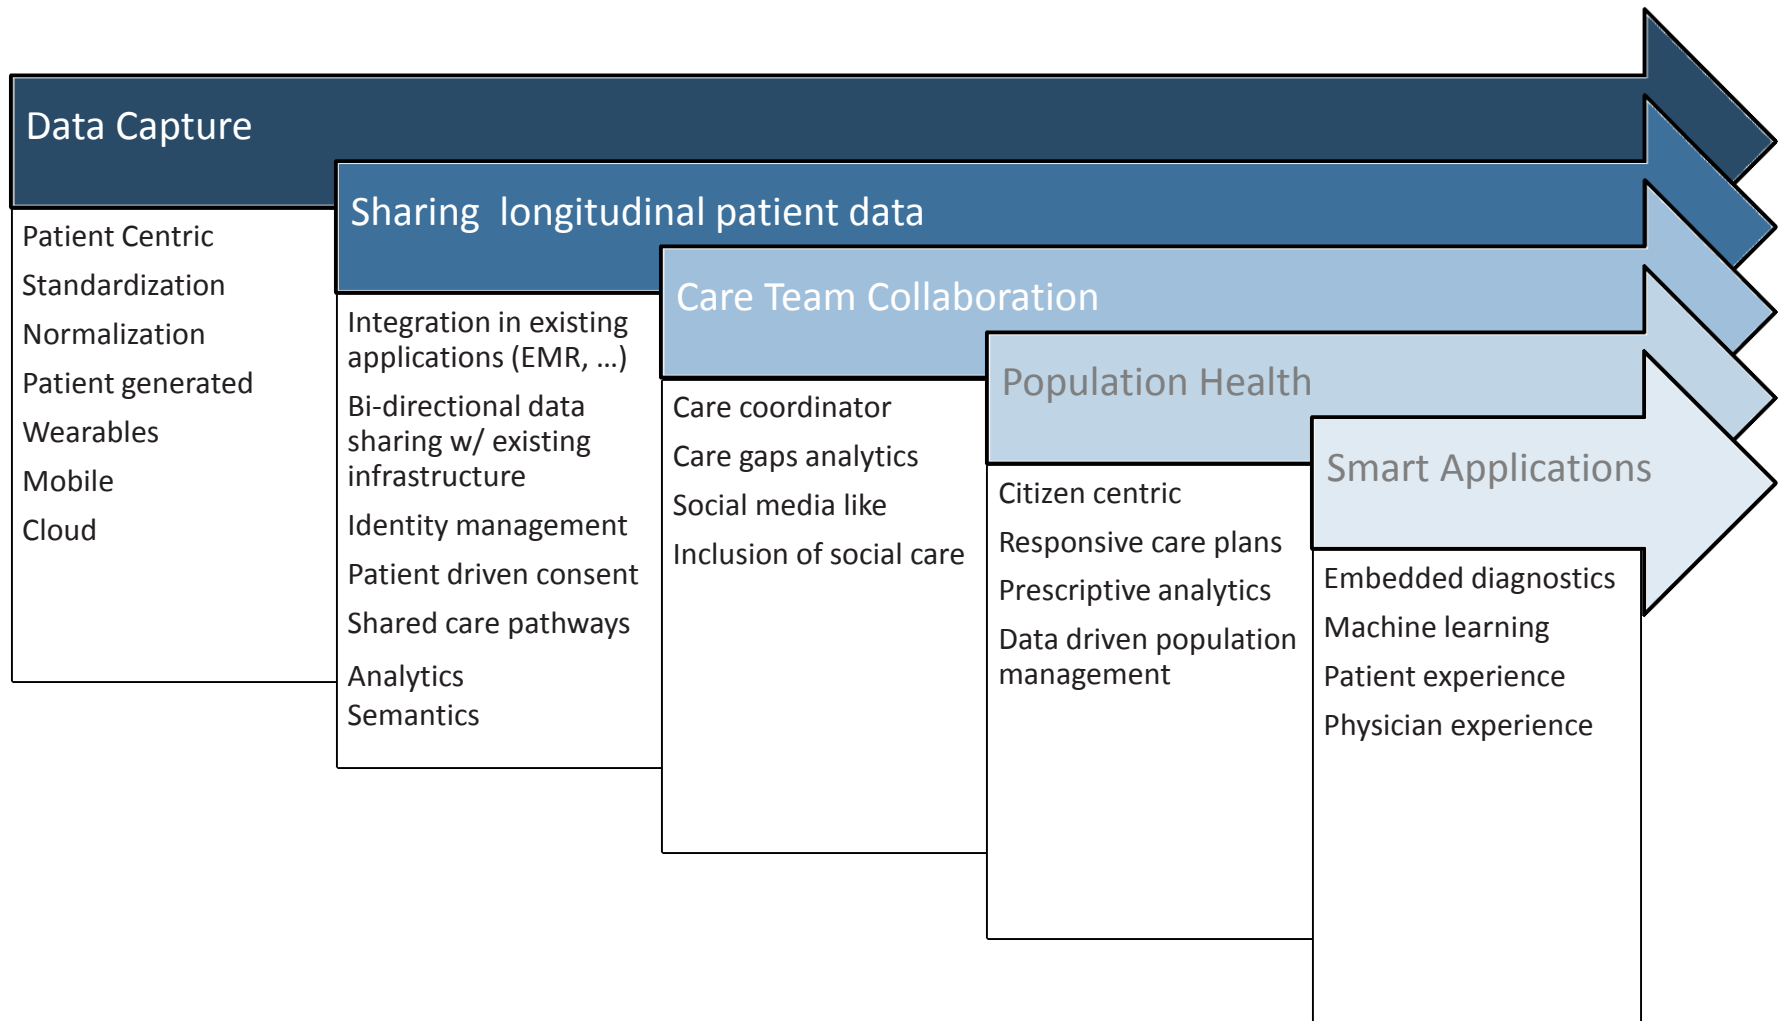 Data Capture
Patient Centric
Standardization
Normalization
Patient generated
Wearables
Mobile
Cloud
Sharing  longitudinal patient data
Integration in existing
applications (EMR, ...)
Bi-directional data
sharing w/ existing
infrastructure
Identity management
Patient driven consent
Shared care pathways
Analytics
Semantics
Care Team Collaboration
Care coordinator
Care gaps analytics
Social media like
Inclusion of social care
Population Health
Citizen centric
Responsive care plans
Prescriptive analytics
Data driven population
management
Smart Applications
Embedded diagnostics
Machine learning
Patient experience
Physician experience